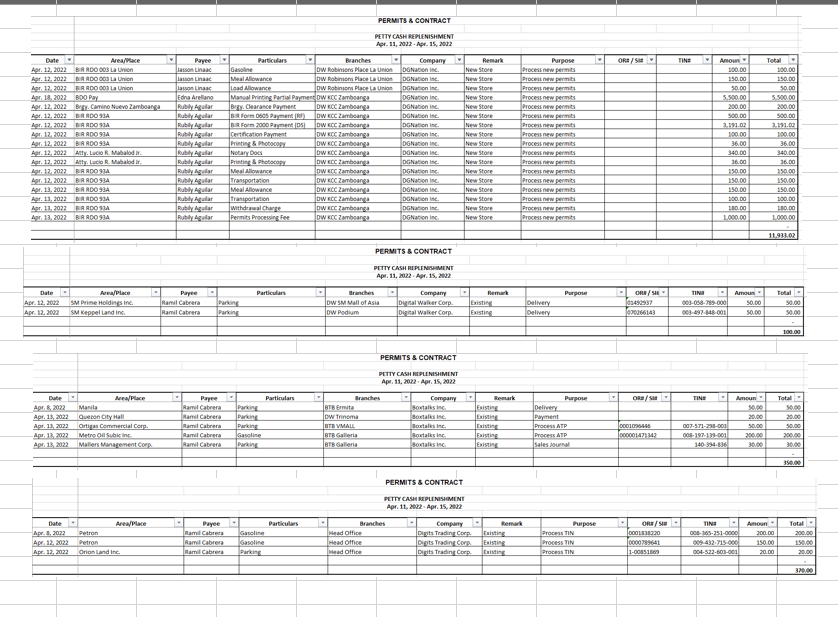 PERMITS & CONTRACT
PETTY CASH REPLENISHMENT
Apr. 11, 2022 - Apr. 15, 2022
Date Area/Place Payee Particulars Branches Company Remark Purpose OR# / SI# TIN# Amoun Total
Apr. 12, 2022 BIR RDO 003 La Union Jasson Linaac Gasoline DW Robinsons Place La Union DGNation Inc. New Store Process new permits 100.00 100.00
Apr. 12, 2022 BIR RDO 003 La Union Jasson Linaac Meal Allowance DW Robinsons Place La Union DGNation Inc. New Store Process new permits 150.00 150.00
Apr. 12, 2022 BIR RDO 003 La Union Jasson Linaac Load Allowance DW Robinsons Place La Union DGNation Inc. New Store Process new permits 50.00 50.00
Apr. 18, 2022 BDO Pay Edna Arellano Manual Printing Partial Payment DW KCC Zamboanga DGNation Inc. New Store Process new permits 5,500.00 5,500.00
Apr. 12, 2022 Brgy. Camino Nuevo Zamboanga Rubily Aguilar Brgy. Clearance Payment DW KCC Zamboanga DGNation Inc. New Store Process new permits 200.00 200.00
Apr. 12, 2022 BIR RDO 93A Rubily Aguilar BIR Form 0605 Payment (RF) DW KCC Zamboanga DGNation Inc. New Store Process new permits 500.00 500.00
Apr. 12, 2022 BIR RDO 93A Rubily Aguilar BIR Form 2000 Payment (DS) DW KCC Zamboanga DGNation Inc. New Store Process new permits 3,191.02 3,191.02
Apr. 12, 2022 BIR RDO 93A Rubily Aguilar Certification Payment DW KCC Zamboanga DGNation Inc. New Store Process new permits 100.00 100.00
Apr. 12, 2022 BIR RDO 93A Rubily Aguilar Printing & Photocopy DW KCC Zamboanga DGNation Inc. New Store Process new permits 36.00 36.00
Apr. 12, 2022 Atty. Lucio R. Mabalod Jr. Rubily Aguilar Notary Docs DW KCC Zamboanga DGNation Inc. New Store Process new permits 340.00 340.00
Apr. 12, 2022 Atty. Lucio R. Mabalod Jr. Rubily Aguilar Printing & Photocopy DW KCC Zamboanga DGNation Inc. New Store Process new permits 36.00 36.00
Apr. 12, 2022 BIR RDO 93A Rubily Aguilar Meal Allowance DW KCC Zamboanga DGNation Inc. New Store Process new permits 150.00 150.00
Apr. 12, 2022 BIR RDO 93A Rubily Aguilar Transportation DW KCC Zamboanga DGNation Inc. New Store Process new permits 150.00 150.00
Apr. 13, 2022 BIR RDO 93A Rubily Aguilar Meal Allowance DW KCC Zamboanga DGNation Inc. New Store Process new permits 150.00 150.00
Apr. 13, 2022 BIR RDO 93A Rubily Aguilar Transportation DW KCC Zamboanga DGNation Inc. New Store Process new permits 100.00 100.00
Apr. 13, 2022 BIR RDO 93A Rubily Aguilar Withdrawal Charge DW KCC Zamboanga DGNation Inc. New Store Process new permits 180.00 180.00
Apr. 13, 2022 BIR RDO 93A Rubily Aguilar Permits Processing Fee DW KCC Zamboanga DGNation Inc. New Store Process new permits 1,000.00 1,000.00
-
11,933.02
PERMITS & CONTRACT
PETTY CASH REPLENISHMENT
Apr. 11, 2022 - Apr. 15, 2022
Date Area/Place Payee Particulars Branches Company Remark Purpose OR# / SI# TIN# Amoun Total
Apr. 12, 2022 SM Prime Holdings Inc. Ramil Cabrera Parking DW SM Mall of Asia Digital Walker Corp. Existing Delivery 01492937 003-058-789-000 50.00 50.00
Apr. 12, 2022 SM Keppel Land Inc. Ramil Cabrera Parking DW Podium Digital Walker Corp. Existing Delivery 070266143 003-497-848-001 50.00 50.00
-
100.00
PERMITS & CONTRACT
PETTY CASH REPLENISHMENT
Apr. 11, 2022 - Apr. 15, 2022
Date Area/Place Payee Particulars Branches Company Remark Purpose OR# / SI# TIN# Amoun Total
Apr. 8, 2022 Manila Ramil Cabrera Parking BTB Ermita Boxtalks Inc. Existing Delivery 50.00 50.00
Apr. 13, 2022 Quezon City Hall Ramil Cabrera Parking DW Trinoma Boxtalks Inc. Existing Payment 20.00 20.00
Apr. 13, 2022 Ortigas Commercial Corp. Ramil Cabrera Parking BTB VMALL Boxtalks Inc. Existing Process ATP 0001096446 007-571-298-003 50.00 50.00
Apr. 13, 2022 Metro Oil Subic Inc. Ramil Cabrera Gasoline BTB Galleria Boxtalks Inc. Existing Process ATP 000001471342 008-197-139-001 200.00 200.00
Apr. 13, 2022 Mallers Management Corp. Ramil Cabrera Parking BTB Galleria Boxtalks Inc. Existing Sales Journal 140-394-836 30.00 30.00
-
350.00
PERMITS & CONTRACT
PETTY CASH REPLENISHMENT
Apr. 11, 2022 - Apr. 15, 2022
Date Area/Place Payee Particulars Branches Company Remark Purpose OR# / SI# TIN# Amoun Total
Apr. 8, 2022 Petron Ramil Cabrera Gasoline Head Office Digits Trading Corp. Existing Process TIN 0001838220 008-365-251-0000 200.00 200.00
Apr. 12, 2022 Petron Ramil Cabrera Gasoline Head Office Digits Trading Corp. Existing Process TIN 0000789641 009-432-715-000 150.00 150.00
Apr. 12, 2022 Orion Land Inc. Ramil Cabrera Parking Head Office Digits Trading Corp. Existing Process TIN 1-00851869 004-522-603-001 20.00 20.00
-
370.00